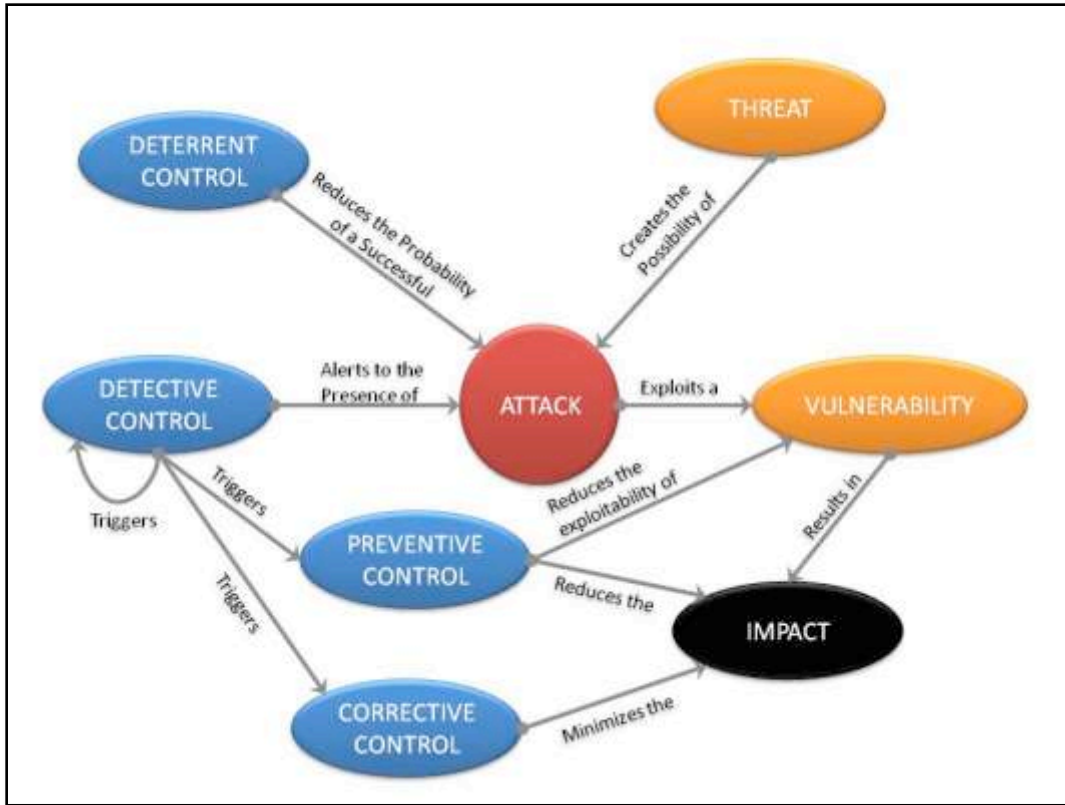 THREAT
DETERRENT
CONTROL
Reduces the Probability
of a Successful
Creates the
Possibility of
DETECTIVE
CONTROL
Alerts to the
Presence of
ATTACK
Exploits a
VULNERABILITY
Triggers
Triggers
Triggers
Reduces the
exploitability of
Results in
PREVENTIVE
CONTROL
Reduces the
IMPACT
CORRECTIVE
CONTROL
Minimizes the